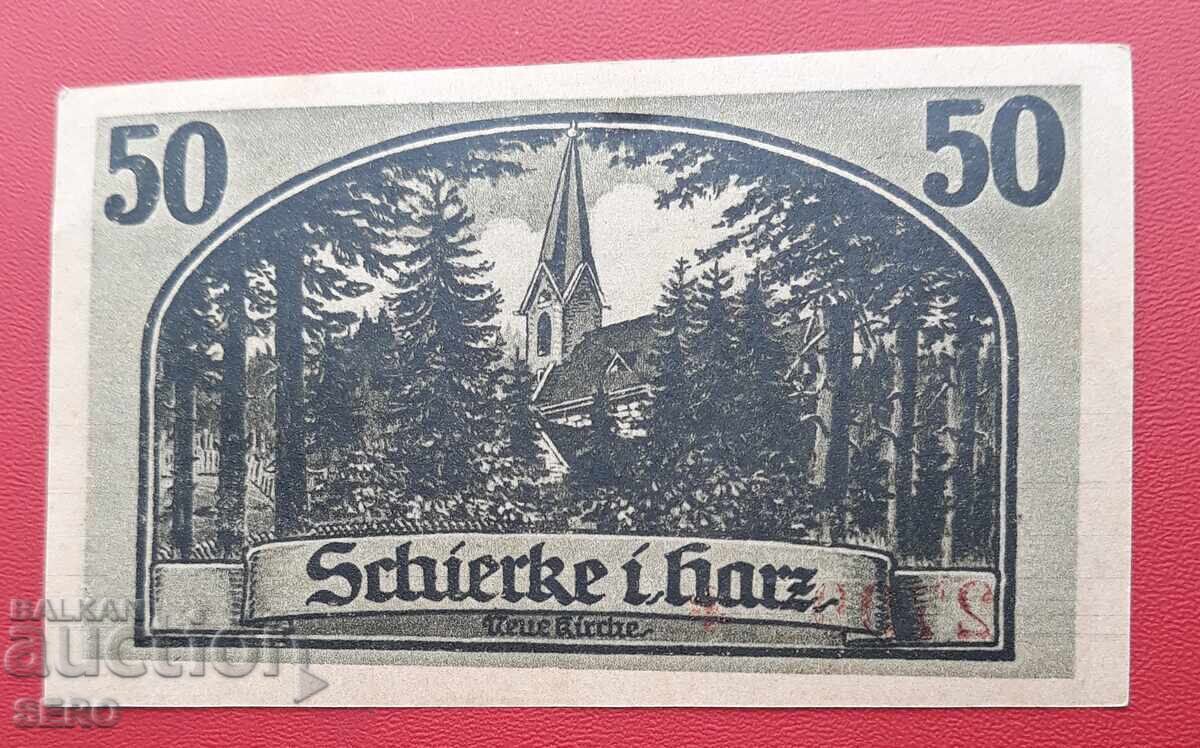 50
50
Schierke i. Harz
Neue Kirche
BALKAN
auction
SERO